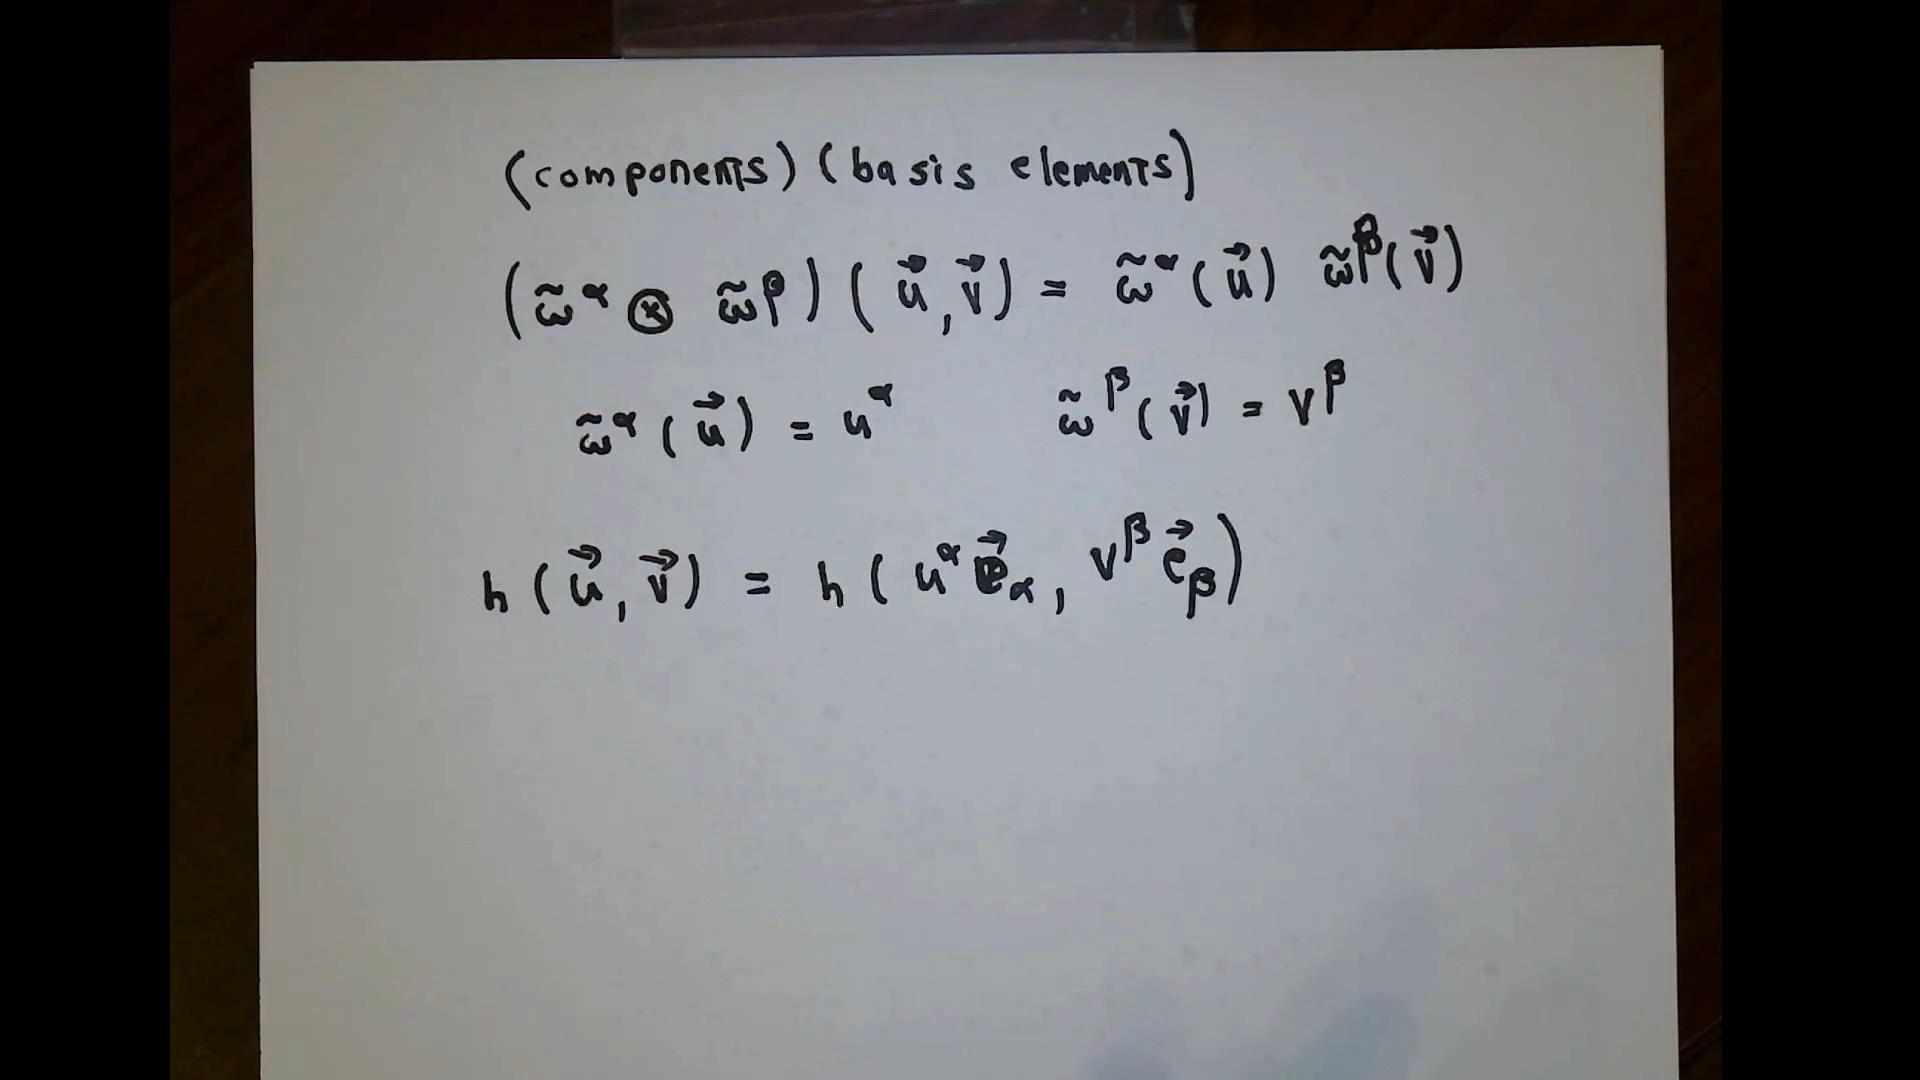 (components) (basis elements)
(ω̃^α ⊗ ω̃^β) (u⃗, v⃗) = ω̃^α(u⃗) ω̃^β(v⃗)
ω̃^α(u⃗) = u^α ω̃^β(v⃗) = v^β
h(u⃗, v⃗) = h(u^α e⃗_α, v^β e⃗_β)